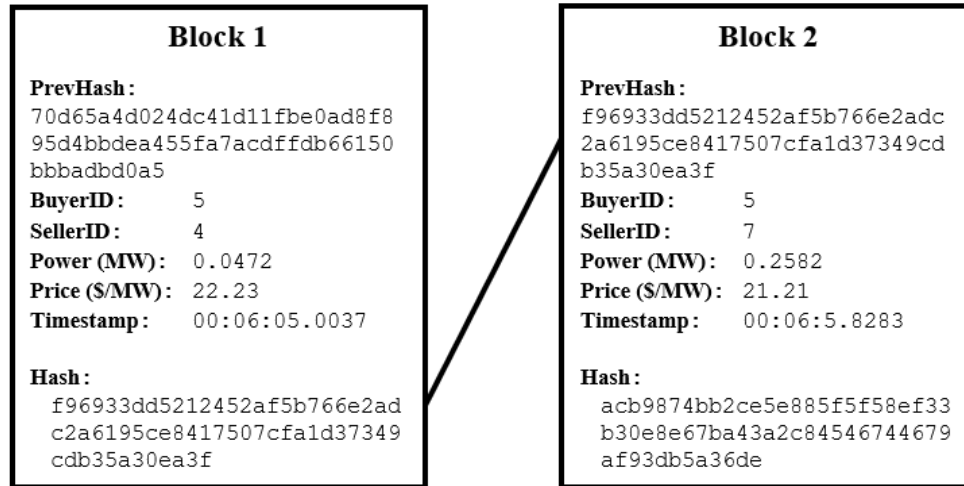 Block 1
PrevHash:
70d65a4d024dc41d11fbe0ad8f8
95d4bbdea455fa7acdffdb66150
bbbadbd0a5
BuyerID: 5
SellerID: 4
Power (MW): 0.0472
Price ($/MW): 22.23
Timestamp: 00:06:05.0037
Hash:
f96933dd5212452af5b766e2ad
c2a6195ce8417507cfa1d37349
cdb35a30ea3f
Block 2
PrevHash:
f96933dd5212452af5b766e2adc
2a6195ce8417507cfa1d37349cd
b35a30ea3f
BuyerID: 5
SellerID: 7
Power (MW): 0.2582
Price ($/MW): 21.21
Timestamp: 00:06:5.8283
Hash:
acb9874bb2ce5e885f5f58ef33
b30e8e67ba43a2c84546744679
af93db5a36de